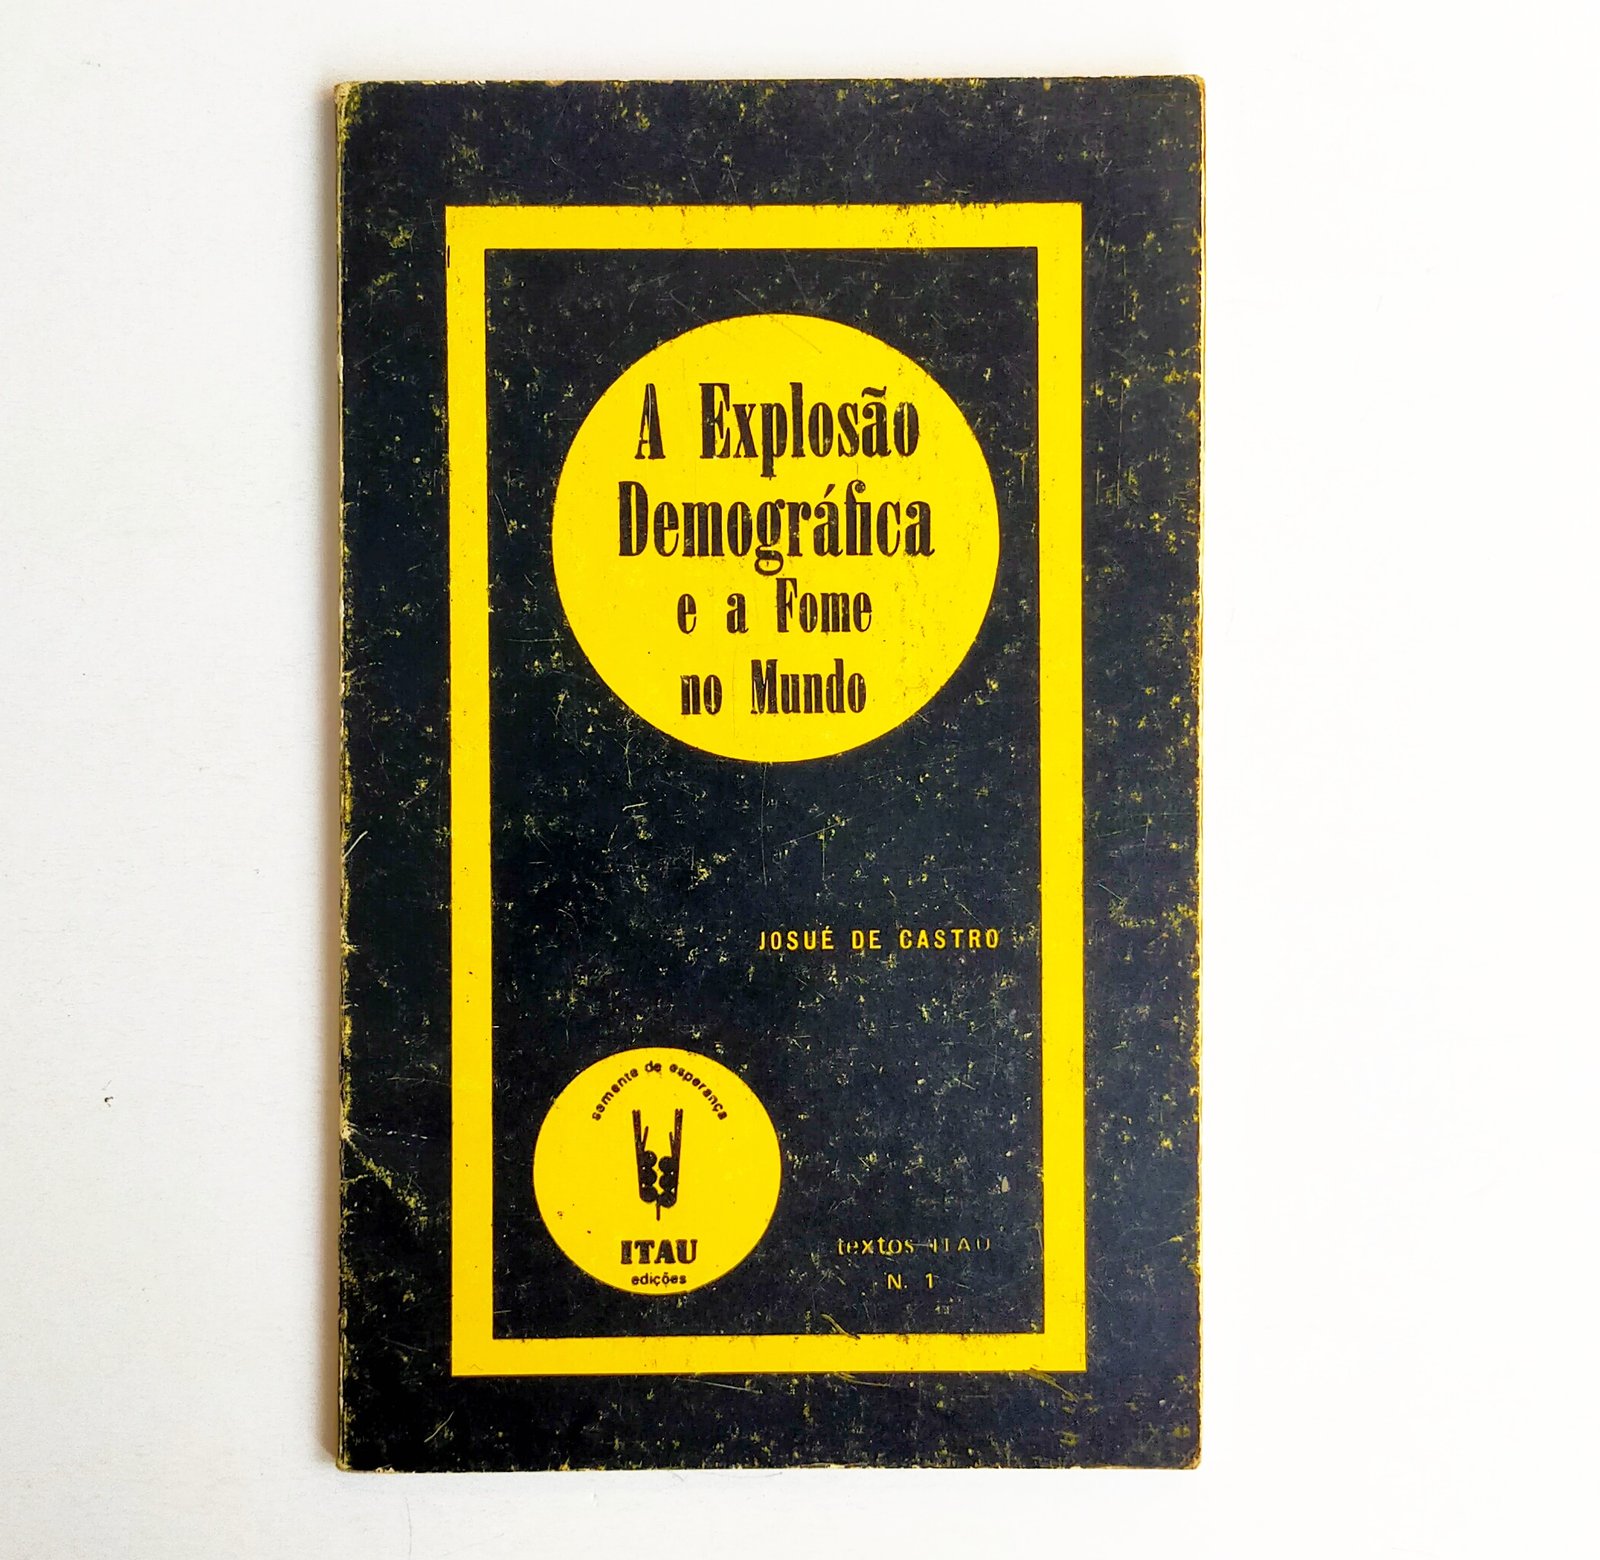 A Explosão
Demográfica
e a Fome
no Mundo
JOSUÉ DE CASTRO
semente de esperança
ITAU
edições
textos ITAU
N. 1